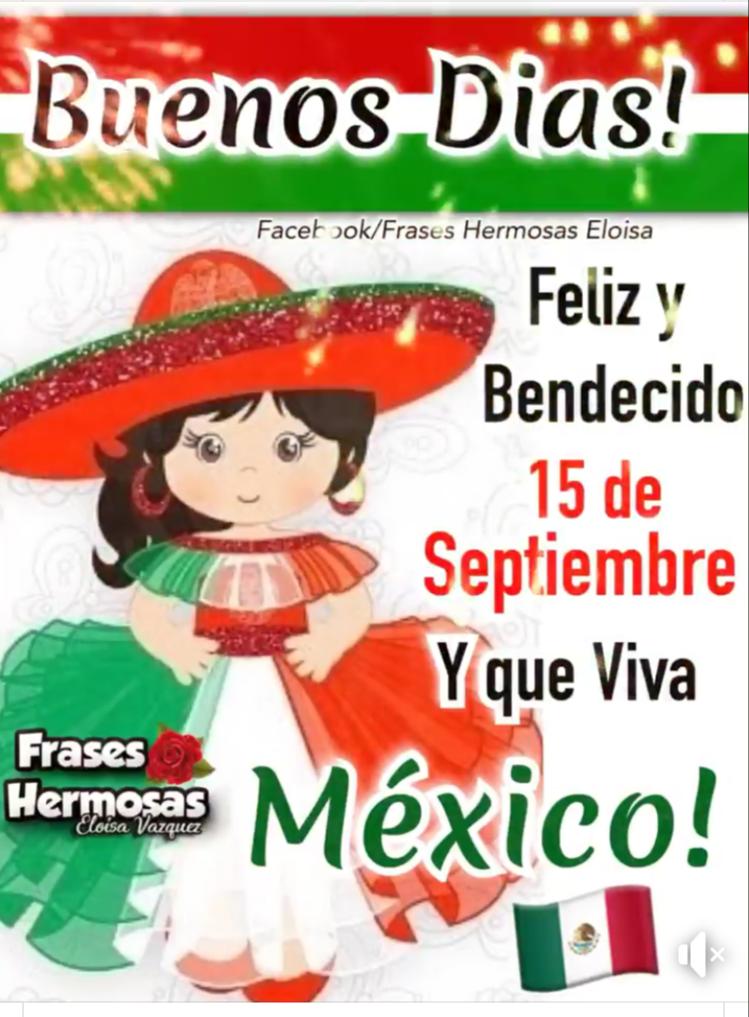 Buenos Dias!
Facebook/Frases Hermosas Eloisa
Feliz y
Bendecido
15 de
Septiembre
Y que Viva
México!
Frases
Hermosas
Eloisa Vazquez